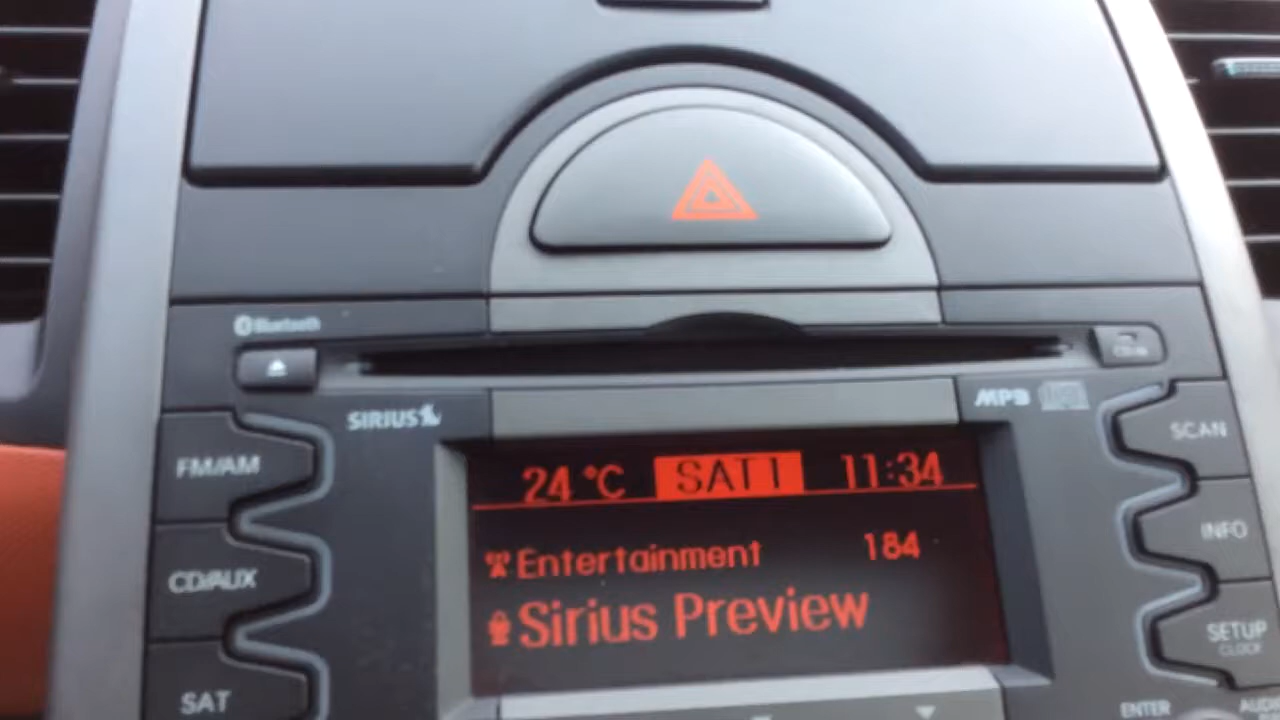 Bluetooth
SIRIUS
MP3
FM/AM
SCAN
24 °C SAT1 11:34
INFO
Entertainment 184
CD/AUX
Sirius Preview
SETUP
CLOCK
SAT
ENTER